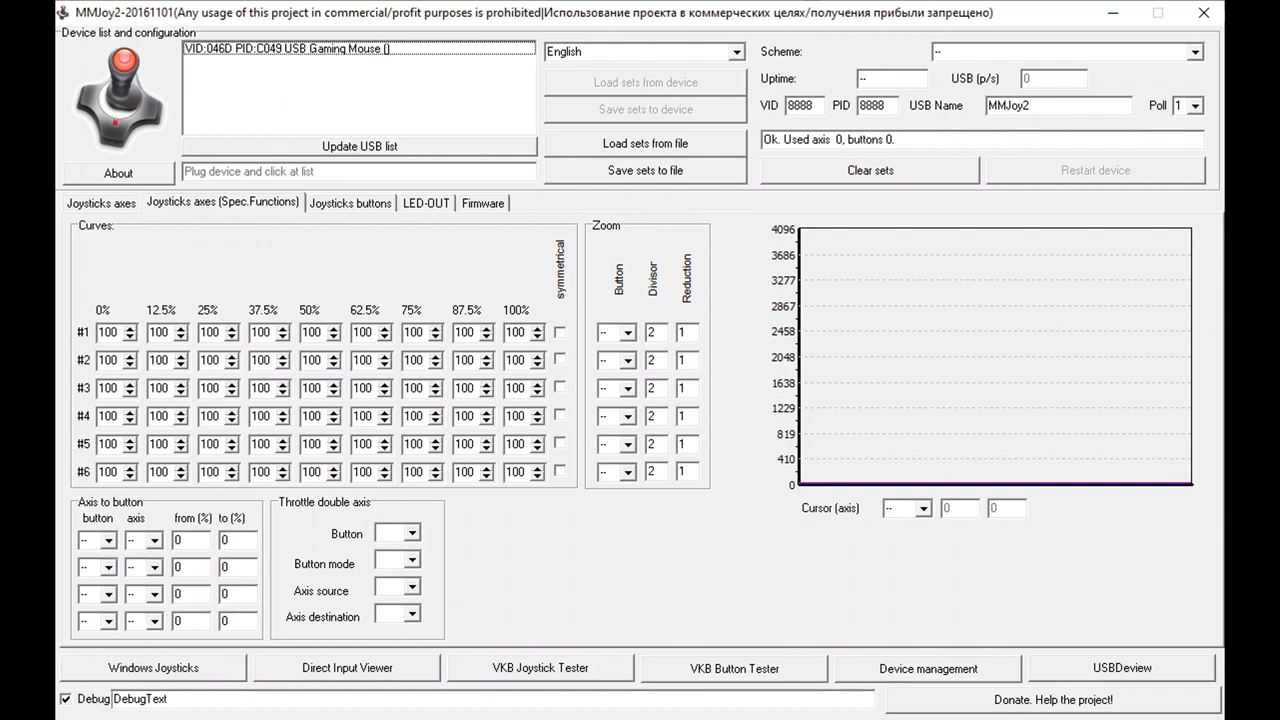 MMJoy2-20161101(Any usage of this project in commercial/profit purposes is prohibited|Использование проекта в коммерческих целях/получения прибыли запрещено)
Device list and configuration
VID:046D PID:C049 USB Gaming Mouse ()
English
Scheme: --
Load sets from device
Uptime: -- USB (p/s) 0
Save sets to device
VID 8888 PID 8888 USB Name MMJoy2 Poll 1
Update USB list
Load sets from file
Ok. Used axis 0, buttons 0.
About
Plug device and click at list
Save sets to file
Clear sets
Restart device
Joysticks axes
Joysticks axes (Spec.Functions)
Joysticks buttons
LED-OUT
Firmware
Curves:
symmetrical
0% 12.5% 25% 37.5% 50% 62.5% 75% 87.5% 100%
#1 100 100 100 100 100 100 100 100 100
#2 100 100 100 100 100 100 100 100 100
#3 100 100 100 100 100 100 100 100 100
#4 100 100 100 100 100 100 100 100 100
#5 100 100 100 100 100 100 100 100 100
#6 100 100 100 100 100 100 100 100 100
Zoom
Button Divisor Reduction
-- 2 1
-- 2 1
-- 2 1
-- 2 1
-- 2 1
-- 2 1
4096
3686
3277
2867
2458
2048
1638
1229
819
410
0
Cursor (axis) -- 0 0
Axis to button
button axis from (%) to (%)
-- -- 0 0
-- -- 0 0
-- -- 0 0
-- -- 0 0
Throttle double axis
Button
Button mode
Axis source
Axis destination
Windows Joysticks
Direct Input Viewer
VKB Joystick Tester
VKB Button Tester
Device management
USBDeview
Debug DebugText
Donate. Help the project!